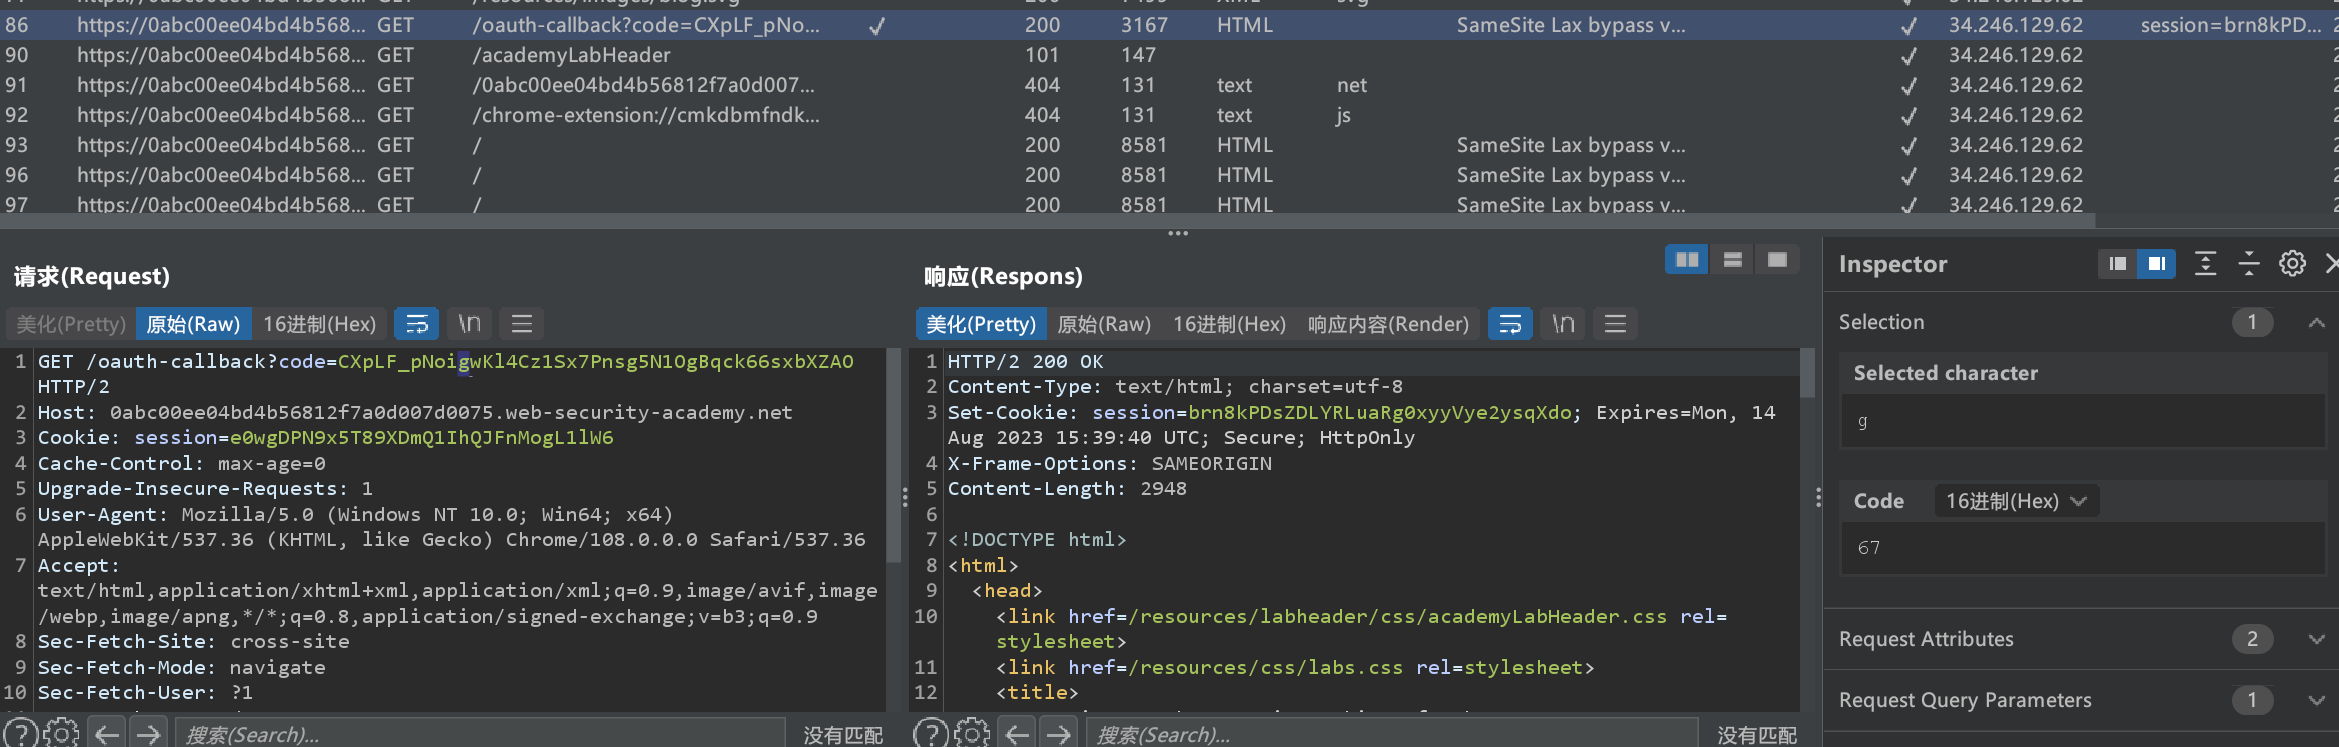 86 https://0abc00ee04bd4b568... GET /oauth-callback?code=CXpLF_pNo... ✓ 200 3167 HTML SameSite Lax bypass v... ✓ 34.246.129.62 session=brn8kPD...
90 https://0abc00ee04bd4b568... GET /academyLabHeader 101 147 ✓ 34.246.129.62
91 https://0abc00ee04bd4b568... GET /0abc00ee04bd4b56812f7a0d007... 404 131 text net ✓ 34.246.129.62
92 https://0abc00ee04bd4b568... GET /chrome-extension://cmkdbmfndk... 404 131 text js ✓ 34.246.129.62
93 https://0abc00ee04bd4b568... GET / 200 8581 HTML SameSite Lax bypass v... ✓ 34.246.129.62
96 https://0abc00ee04bd4b568... GET / 200 8581 HTML SameSite Lax bypass v... ✓ 34.246.129.62
97 https://0abc00ee04bd4b568... GET / 200 8581 HTML SameSite Lax bypass v... ✓ 34.246.129.62
请求(Request)
美化(Pretty) 原始(Raw) 16进制(Hex) \n
1 GET /oauth-callback?code=CXpLF_pNoigwKl4Cz1Sx7Pnsg5N1OgBqck66sxbXZAO
HTTP/2
2 Host: 0abc00ee04bd4b56812f7a0d007d0075.web-security-academy.net
3 Cookie: session=e0wgDPN9x5T89XDmQ1IhQJFnMogL1lW6
4 Cache-Control: max-age=0
5 Upgrade-Insecure-Requests: 1
6 User-Agent: Mozilla/5.0 (Windows NT 10.0; Win64; x64)
AppleWebKit/537.36 (KHTML, like Gecko) Chrome/108.0.0.0 Safari/537.36
7 Accept:
text/html,application/xhtml+xml,application/xml;q=0.9,image/avif,image
/webp,image/apng,*/*;q=0.8,application/signed-exchange;v=b3;q=0.9
8 Sec-Fetch-Site: cross-site
9 Sec-Fetch-Mode: navigate
10 Sec-Fetch-User: ?1
搜索(Search)... 没有匹配
响应(Respons)
美化(Pretty) 原始(Raw) 16进制(Hex) 响应内容(Render) \n
1 HTTP/2 200 OK
2 Content-Type: text/html; charset=utf-8
3 Set-Cookie: session=brn8kPDsZDLYRLuaRg0xyyVye2ysqXdo; Expires=Mon, 14
Aug 2023 15:39:40 UTC; Secure; HttpOnly
4 X-Frame-Options: SAMEORIGIN
5 Content-Length: 2948
6
7 <!DOCTYPE html>
8 <html>
9 <head>
10 <link href=/resources/labheader/css/academyLabHeader.css rel=
stylesheet>
11 <link href=/resources/css/labs.css rel=stylesheet>
12 <title>
搜索(Search)... 没有匹配
Inspector
Selection 1
Selected character
g
Code 16进制(Hex)
67
Request Attributes 2
Request Query Parameters 1